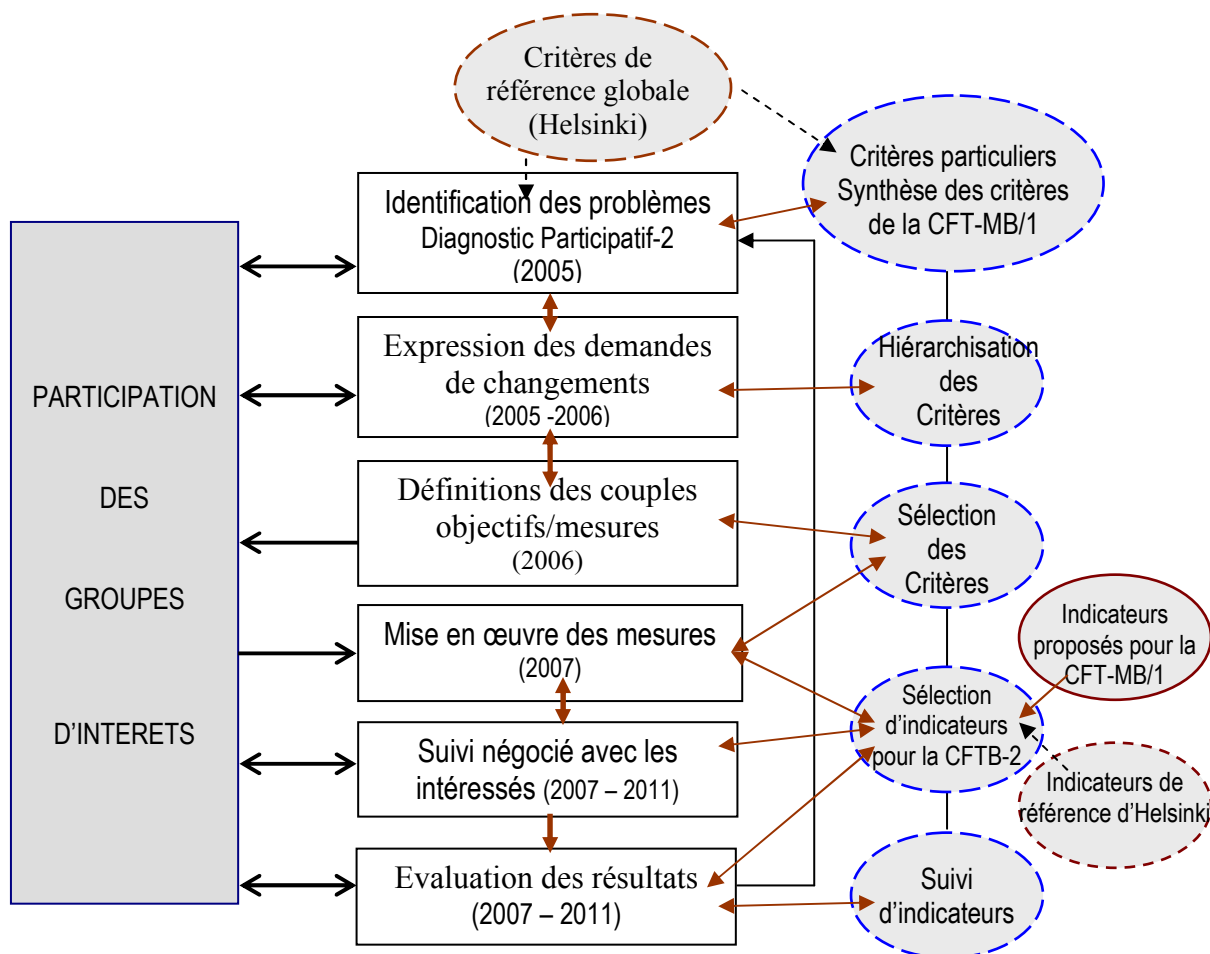 Critères de
référence globale
(Helsinki)
Critères particuliers
Synthèse des critères
de la CFT-MB/1
Identification des problèmes
Diagnostic Participatif-2
(2005)
Expression des demandes
de changements
(2005 -2006)
Hiérarchisation
des
Critères
PARTICIPATION
DES
GROUPES
D'INTERETS
Définitions des couples
objectifs/mesures
(2006)
Sélection
des
Critères
Mise en œuvre des mesures
(2007)
Indicateurs
proposés pour la
CFT-MB/1
Sélection
d'indicateurs
pour la CFTB-2
Suivi négocié avec les
intéressés (2007 – 2011)
Indicateurs de
référence d'Helsinki
Evaluation des résultats
(2007 – 2011)
Suivi
d'indicateurs